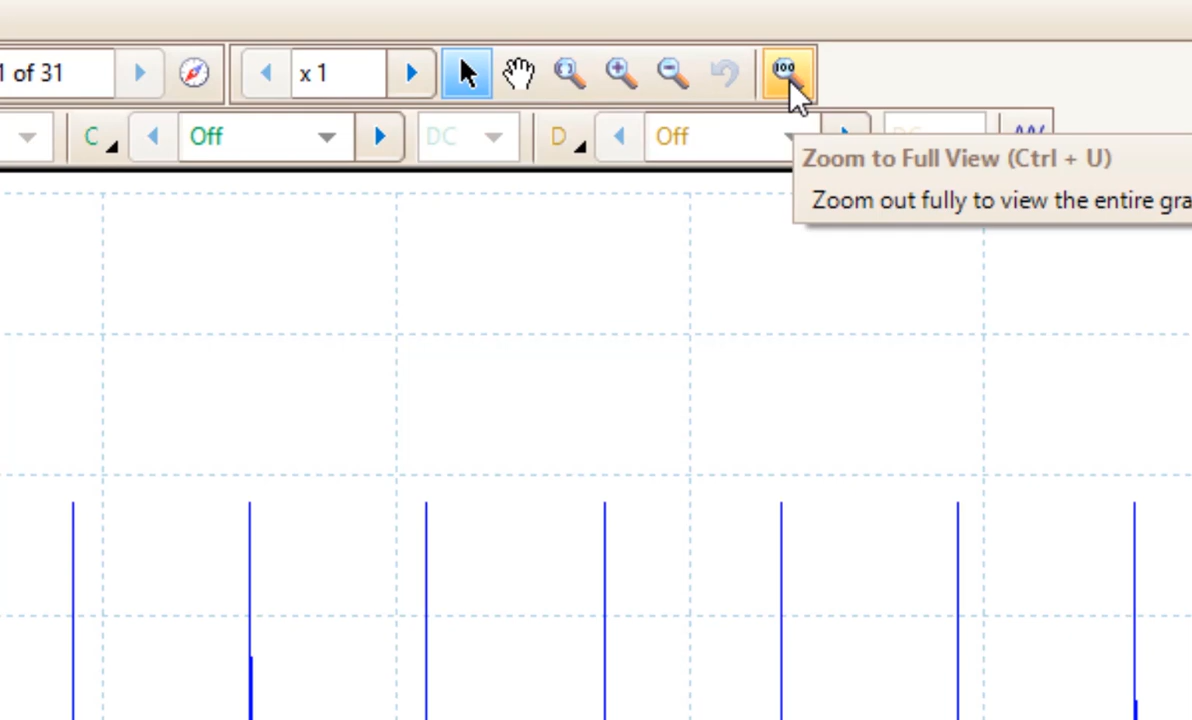 1 of 31
x 1
100
C
Off
DC
D
Off
Zoom to Full View (Ctrl + U)
Zoom out fully to view the entire gra